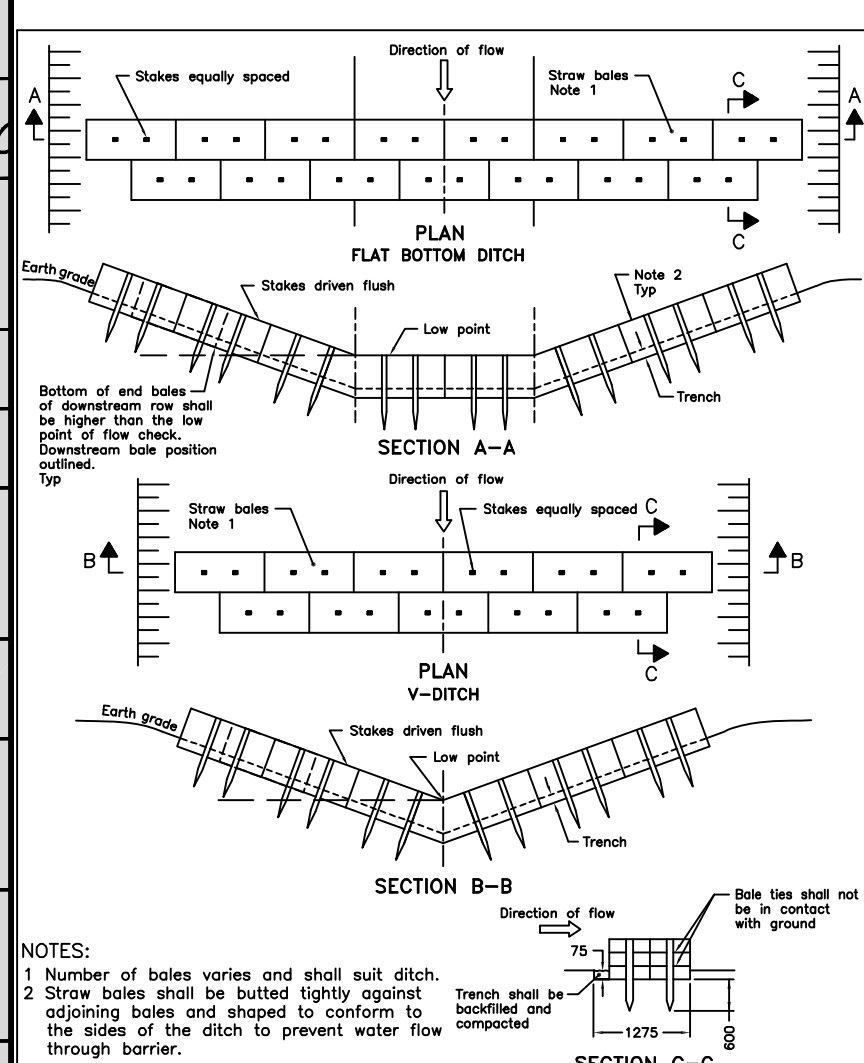 Direction of flow
Stakes equally spaced
Straw bales
Note 1
C
A
A
PLAN
FLAT BOTTOM DITCH
C
Earth grade
Stakes driven flush
Note 2
Typ
Low point
Trench
Bottom of end bales
of downstream row shall
be higher than the low
point of flow check.
Downstream bale position
outlined.
Typ
SECTION A-A
Direction of flow
Straw bales
Note 1
Stakes equally spaced
C
B
B
PLAN
V-DITCH
C
Earth grade
Stakes driven flush
Low point
Trench
SECTION B-B
Bale ties shall not
be in contact
with ground
Direction of flow
75
Trench shall be
backfilled and
compacted
1275
600
SECTION C-C
NOTES:
1 Number of bales varies and shall suit ditch.
2 Straw bales shall be butted tightly against
adjoining bales and shaped to conform to
the sides of the ditch to prevent water flow
through barrier.